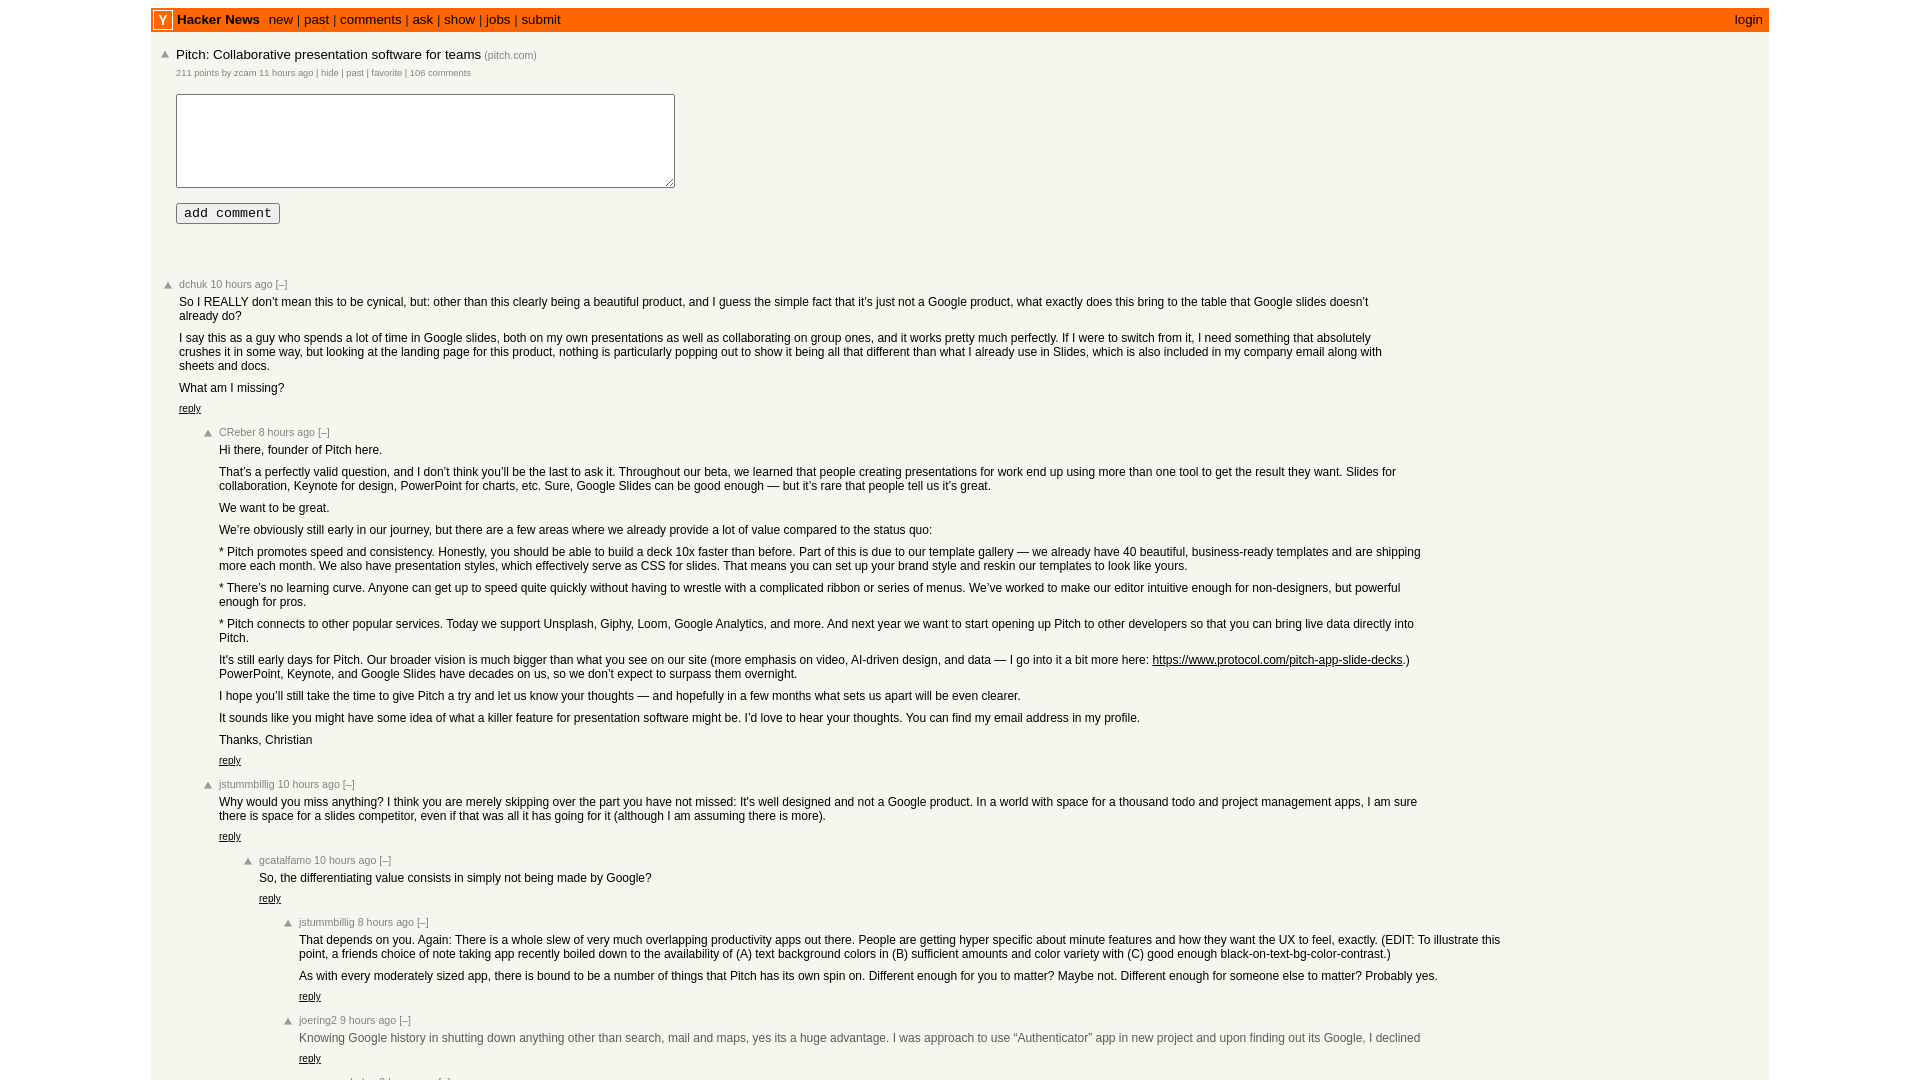 Y Hacker News new | past | comments | ask | show | jobs | submit login
Pitch: Collaborative presentation software for teams (pitch.com)
211 points by zcam 11 hours ago | hide | past | favorite | 106 comments
add comment
dchuk 10 hours ago [–]
So I REALLY don’t mean this to be cynical, but: other than this clearly being a beautiful product, and I guess the simple fact that it’s just not a Google product, what exactly does this bring to the table that Google slides doesn’t
already do?
I say this as a guy who spends a lot of time in Google slides, both on my own presentations as well as collaborating on group ones, and it works pretty much perfectly. If I were to switch from it, I need something that absolutely
crushes it in some way, but looking at the landing page for this product, nothing is particularly popping out to show it being all that different than what I already use in Slides, which is also included in my company email along with
sheets and docs.
What am I missing?
reply
CReber 8 hours ago [–]
Hi there, founder of Pitch here.
That’s a perfectly valid question, and I don’t think you’ll be the last to ask it. Throughout our beta, we learned that people creating presentations for work end up using more than one tool to get the result they want. Slides for
collaboration, Keynote for design, PowerPoint for charts, etc. Sure, Google Slides can be good enough — but it’s rare that people tell us it’s great.
We want to be great.
We’re obviously still early in our journey, but there are a few areas where we already provide a lot of value compared to the status quo:
* Pitch promotes speed and consistency. Honestly, you should be able to build a deck 10x faster than before. Part of this is due to our template gallery — we already have 40 beautiful, business-ready templates and are shipping
more each month. We also have presentation styles, which effectively serve as CSS for slides. That means you can set up your brand style and reskin our templates to look like yours.
* There’s no learning curve. Anyone can get up to speed quite quickly without having to wrestle with a complicated ribbon or series of menus. We’ve worked to make our editor intuitive enough for non-designers, but powerful
enough for pros.
* Pitch connects to other popular services. Today we support Unsplash, Giphy, Loom, Google Analytics, and more. And next year we want to start opening up Pitch to other developers so that you can bring live data directly into
Pitch.
It's still early days for Pitch. Our broader vision is much bigger than what you see on our site (more emphasis on video, AI-driven design, and data — I go into it a bit more here: https://www.protocol.com/pitch-app-slide-decks.)
PowerPoint, Keynote, and Google Slides have decades on us, so we don’t expect to surpass them overnight.
I hope you’ll still take the time to give Pitch a try and let us know your thoughts — and hopefully in a few months what sets us apart will be even clearer.
It sounds like you might have some idea of what a killer feature for presentation software might be. I’d love to hear your thoughts. You can find my email address in my profile.
Thanks, Christian
reply
jstummbillig 10 hours ago [–]
Why would you miss anything? I think you are merely skipping over the part you have not missed: It's well designed and not a Google product. In a world with space for a thousand todo and project management apps, I am sure
there is space for a slides competitor, even if that was all it has going for it (although I am assuming there is more).
reply
gcatalfamo 10 hours ago [–]
So, the differentiating value consists in simply not being made by Google?
reply
jstummbillig 8 hours ago [–]
That depends on you. Again: There is a whole slew of very much overlapping productivity apps out there. People are getting hyper specific about minute features and how they want the UX to feel, exactly. (EDIT: To illustrate this
point, a friends choice of note taking app recently boiled down to the availability of (A) text background colors in (B) sufficient amounts and color variety with (C) good enough black-on-text-bg-color-contrast.)
As with every moderately sized app, there is bound to be a number of things that Pitch has its own spin on. Different enough for you to matter? Maybe not. Different enough for someone else to matter? Probably yes.
reply
joering2 9 hours ago [–]
Knowing Google history in shutting down anything other than search, mail and maps, yes its a huge advantage. I was approach to use “Authenticator” app in new project and upon finding out its Google, I declined
reply